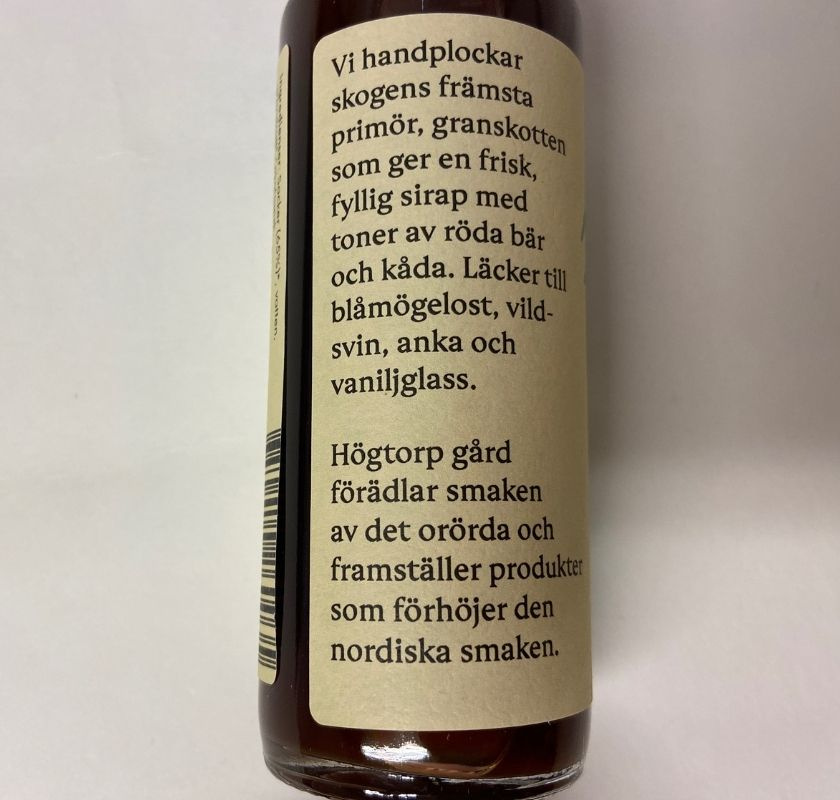 Vi handplockar
skogens främsta
primör, granskotten
som ger en frisk,
fyllig sirap med
toner av röda bär
och kåda. Läcker till
blåmögelost, vild-
svin, anka och
vaniljglass.
Högtorp gård
förädlar smaken
av det orörda och
framställer produkter
som förhöjer den
nordiska smaken.